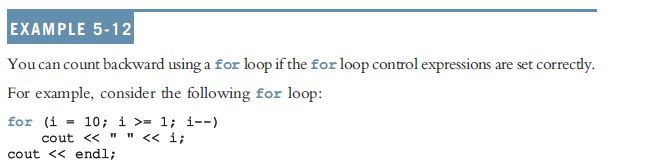 EXAMPLE 5-12
You can count backward using a for loop if the for loop control expressions are set correctly.
For example, consider the following for loop:
for (i = 10; i >= 1; i--)
    cout << " " << i;
cout << endl;